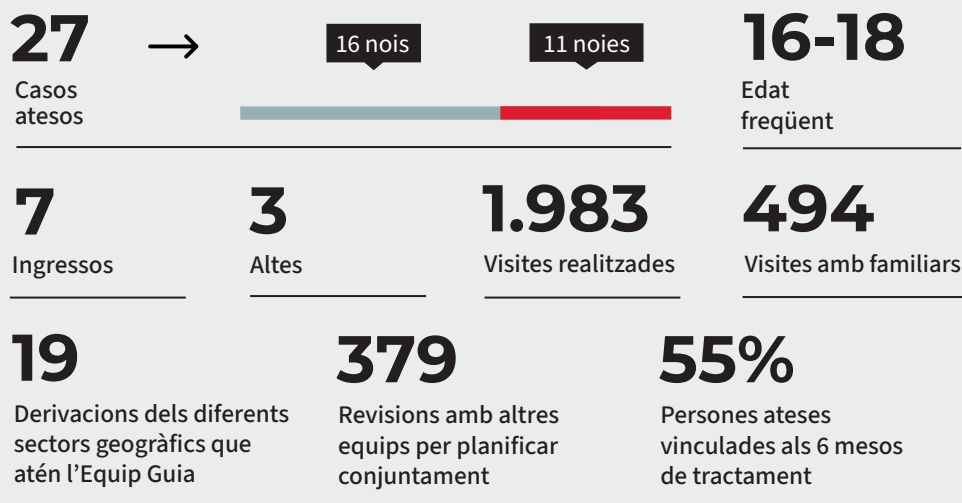 27
Casos
atesos
16 nois
11 noies
16-18
Edat
freqüent
7
Ingressos
3
Altes
1.983
Visites realitzades
494
Visites amb familiars
19
Derivacions dels diferents
sectors geogràfics que
atén l’Equip Guia
379
Revisions amb altres
equips per planificar
conjuntament
55%
Persones ateses
vinculades als 6 mesos
de tractament